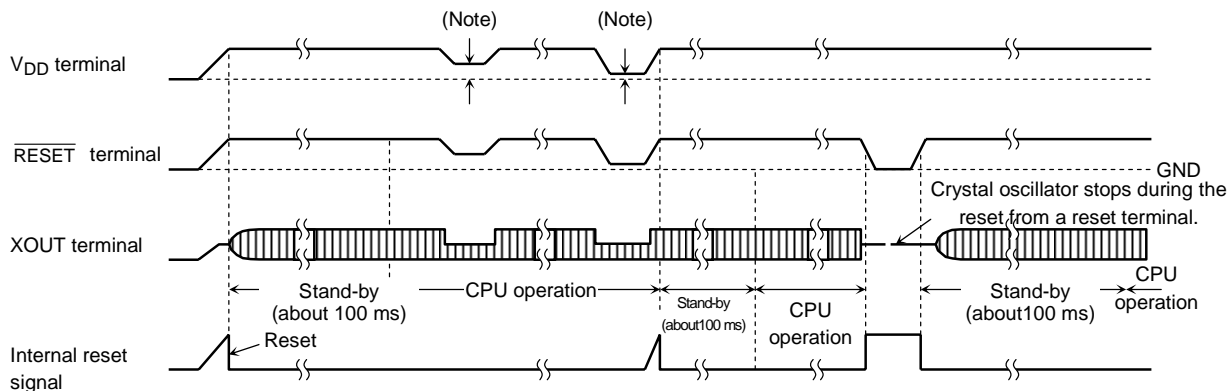 (Note)
(Note)
VDD terminal
RESET terminal
GND
Crystal oscillator stops during the
reset from a reset terminal.
XOUT terminal
Stand-by
(about 100 ms)
CPU operation
Stand-by
(about100 ms)
CPU
operation
Stand-by
(about100 ms)
CPU
operation
Reset
Internal reset
signal